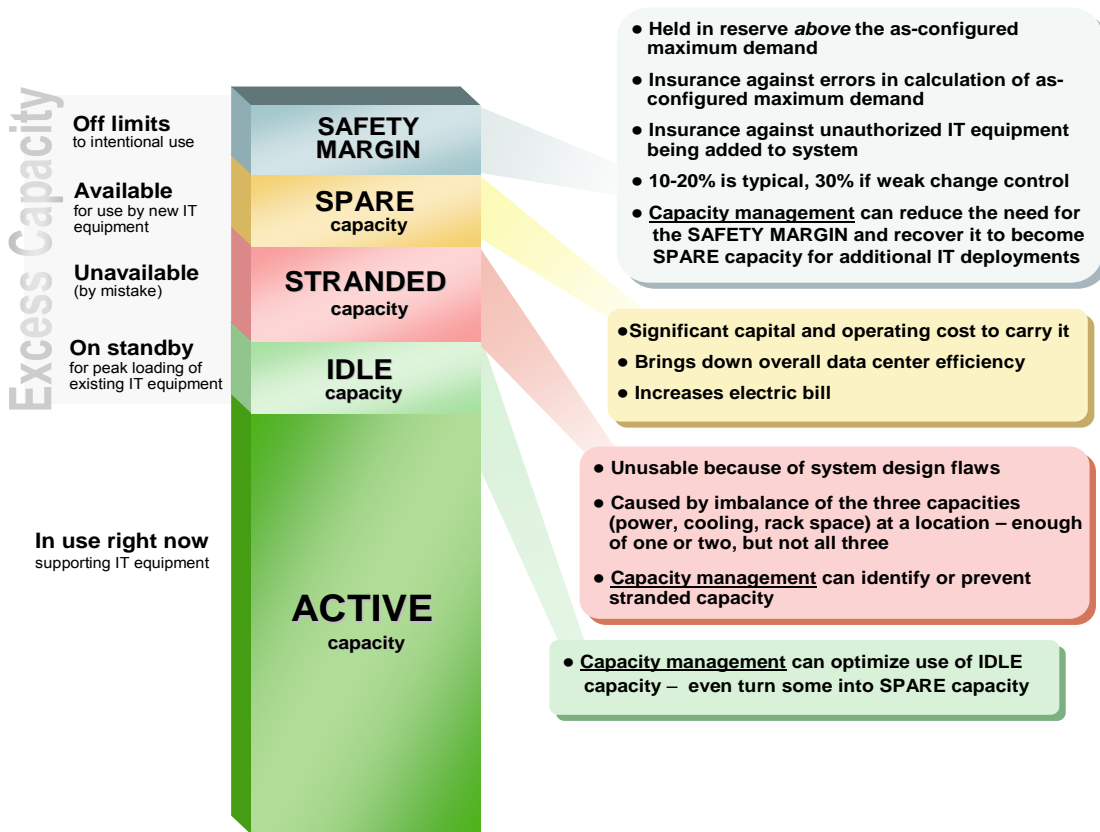 Excess Capacity
Off limits
to intentional use
Available
for use by new IT
equipment
Unavailable
(by mistake)
On standby
for peak loading of
existing IT equipment
In use right now
supporting IT equipment
SAFETY
MARGIN
SPARE
capacity
STRANDED
capacity
IDLE
capacity
ACTIVE
capacity
● Held in reserve above the as-configured
maximum demand
● Insurance against errors in calculation of as-
configured maximum demand
● Insurance against unauthorized IT equipment
being added to system
● 10-20% is typical, 30% if weak change control
● Capacity management can reduce the need for
the SAFETY MARGIN and recover it to become
SPARE capacity for additional IT deployments
●Significant capital and operating cost to carry it
● Brings down overall data center efficiency
● Increases electric bill
● Unusable because of system design flaws
● Caused by imbalance of the three capacities
(power, cooling, rack space) at a location – enough
of one or two, but not all three
● Capacity management can identify or prevent
stranded capacity
● Capacity management can optimize use of IDLE
capacity – even turn some into SPARE capacity